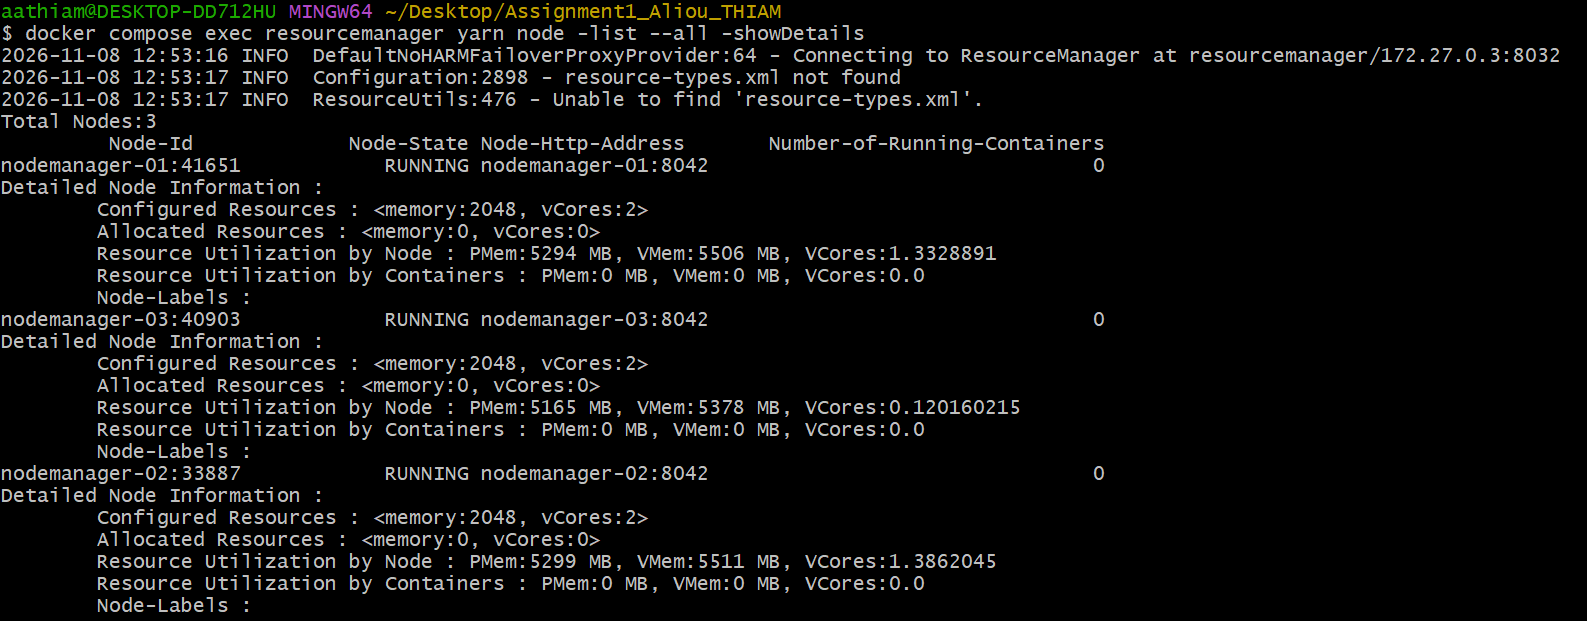 aathiam@DESKTOP-DD712HU MINGW64 ~/Desktop/Assignment1_Aliou_THIAM
$ docker compose exec resourcemanager yarn node -list --all -showDetails
2026-11-08 12:53:16 INFO  DefaultNoHARMFailoverProxyProvider:64 - Connecting to ResourceManager at resourcemanager/172.27.0.3:8032
2026-11-08 12:53:17 INFO  Configuration:2898 - resource-types.xml not found
2026-11-08 12:53:17 INFO  ResourceUtils:476 - Unable to find 'resource-types.xml'.
Total Nodes:3
         Node-Id             Node-State Node-Http-Address       Number-of-Running-Containers
nodemanager-01:41651            RUNNING nodemanager-01:8042                                0
Detailed Node Information :
        Configured Resources : <memory:2048, vCores:2>
        Allocated Resources : <memory:0, vCores:0>
        Resource Utilization by Node : PMem:5294 MB, VMem:5506 MB, VCores:1.3328891
        Resource Utilization by Containers : PMem:0 MB, VMem:0 MB, VCores:0.0
        Node-Labels :
nodemanager-03:40903            RUNNING nodemanager-03:8042                                0
Detailed Node Information :
        Configured Resources : <memory:2048, vCores:2>
        Allocated Resources : <memory:0, vCores:0>
        Resource Utilization by Node : PMem:5165 MB, VMem:5378 MB, VCores:0.120160215
        Resource Utilization by Containers : PMem:0 MB, VMem:0 MB, VCores:0.0
        Node-Labels :
nodemanager-02:33887            RUNNING nodemanager-02:8042                                0
Detailed Node Information :
        Configured Resources : <memory:2048, vCores:2>
        Allocated Resources : <memory:0, vCores:0>
        Resource Utilization by Node : PMem:5299 MB, VMem:5511 MB, VCores:1.3862045
        Resource Utilization by Containers : PMem:0 MB, VMem:0 MB, VCores:0.0
        Node-Labels :